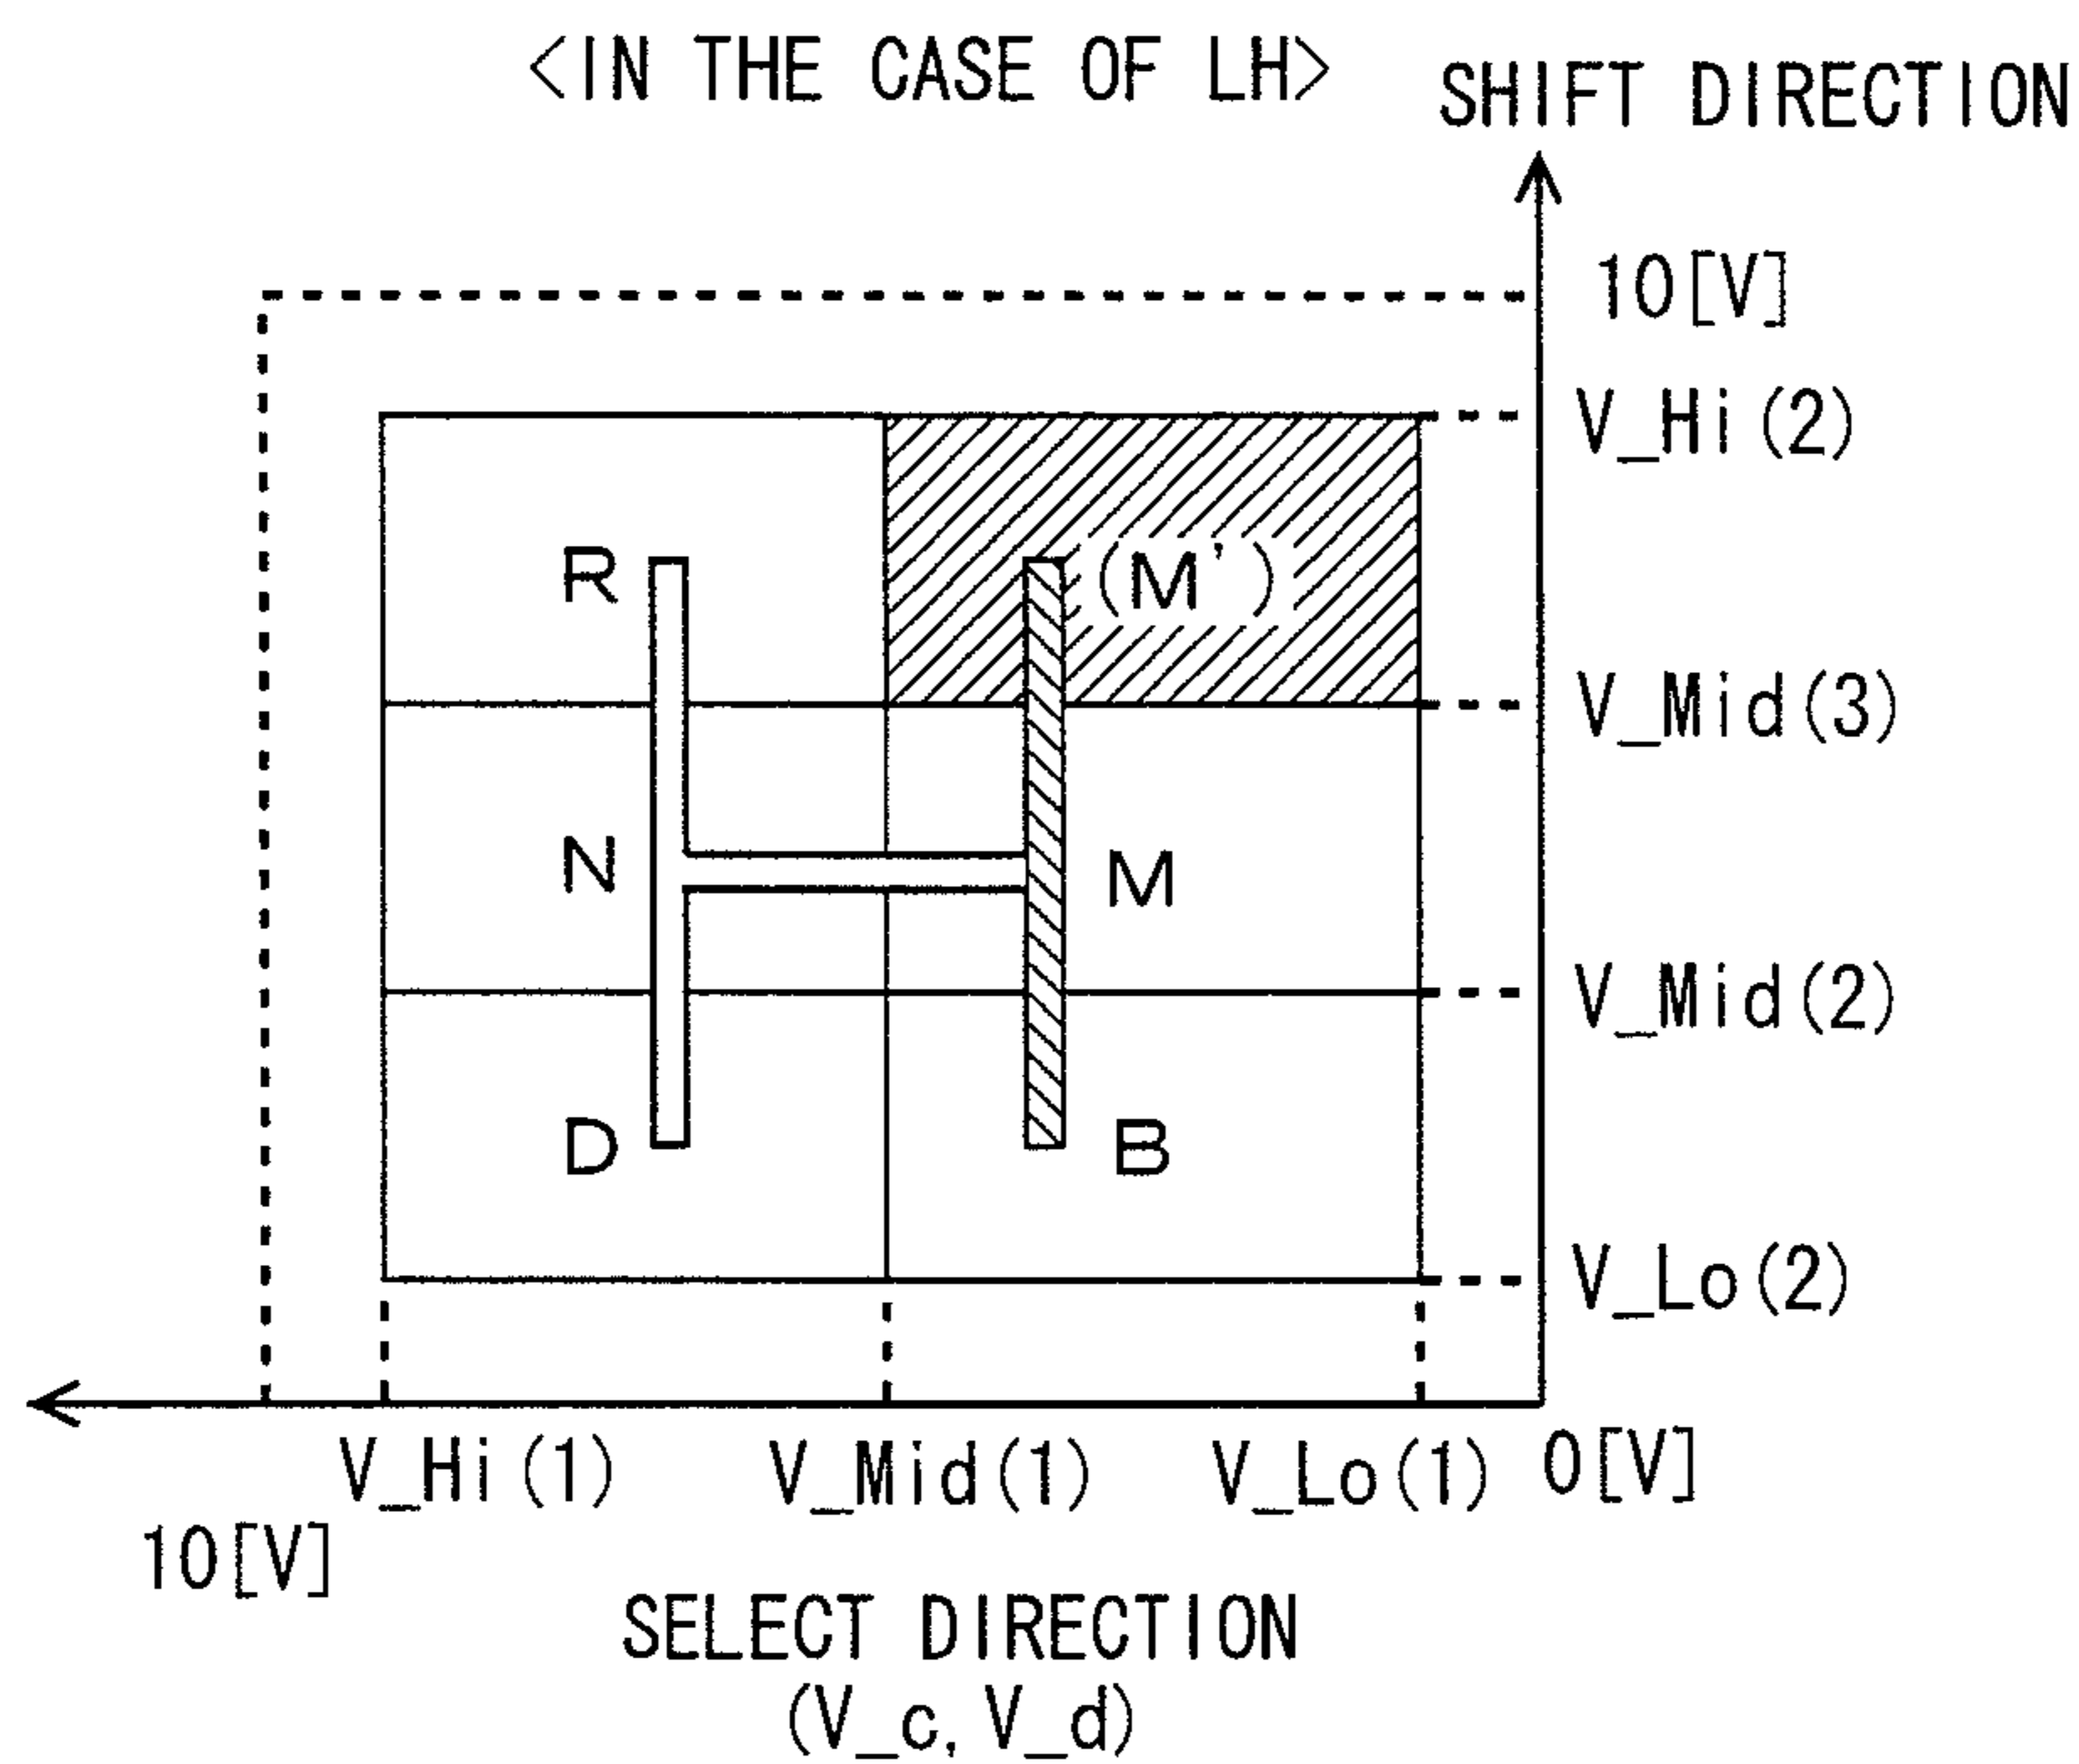 <IN THE CASE OF LH>
SHIFT DIRECTION
10[V]
V_Hi(2)
R
(M')
V_Mid(3)
N
M
V_Mid(2)
D
B
V_Lo(2)
V_Hi(1)
V_Mid(1)
V_Lo(1)
0[V]
10[V]
SELECT DIRECTION
(V_c, V_d)